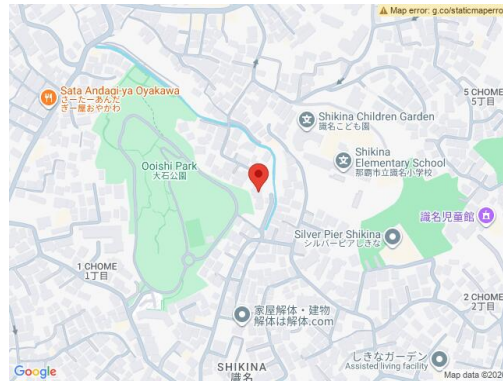 Map error: g.co/staticmaperro
5 CHOME
5丁目
Sata Andagi-ya Oyakawa
さーたーあんだ
ぎー屋おやかわ
Shikina Children Garden
識名こども園
Ooishi Park
大石公園
Shikina
Elementary School
那覇市立識名小学校
Silver Pier Shikina
シルバーピアしきな
識名児童館
1 CHOME
1丁目
2 CHOME
2丁目
家屋解体・建物
解体は解体.com
SHIKINA
識名
しきなガーデン
Assisted living facility
Google
Map data ©202